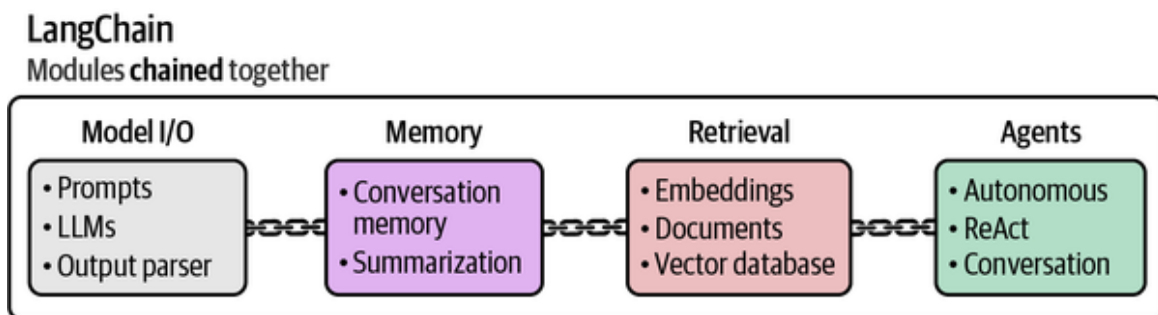 LangChain
Modules chained together
Model I/O
• Prompts
• LLMs
• Output parser
Memory
• Conversation
memory
• Summarization
Retrieval
• Embeddings
• Documents
• Vector database
Agents
• Autonomous
• ReAct
• Conversation